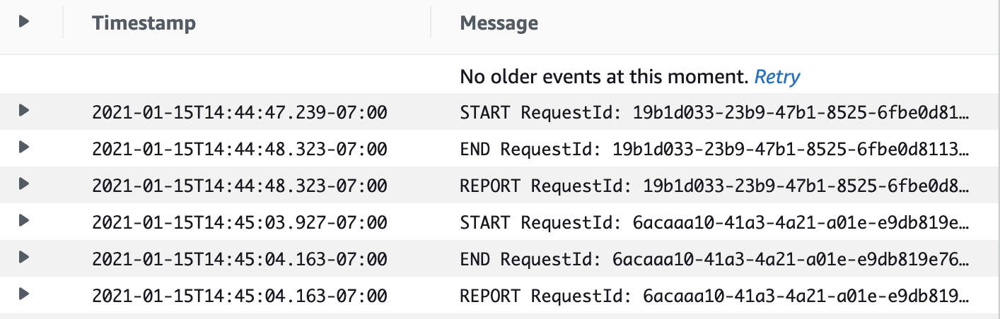 Timestamp Message
No older events at this moment. Retry
2021-01-15T14:44:47.239-07:00 START RequestId: 19b1d033-23b9-47b1-8525-6fbe0d81…
2021-01-15T14:44:48.323-07:00 END RequestId: 19b1d033-23b9-47b1-8525-6fbe0d8113…
2021-01-15T14:44:48.323-07:00 REPORT RequestId: 19b1d033-23b9-47b1-8525-6fbe0d8…
2021-01-15T14:45:03.927-07:00 START RequestId: 6acaaa10-41a3-4a21-a01e-e9db819e…
2021-01-15T14:45:04.163-07:00 END RequestId: 6acaaa10-41a3-4a21-a01e-e9db819e76…
2021-01-15T14:45:04.163-07:00 REPORT RequestId: 6acaaa10-41a3-4a21-a01e-e9db819…